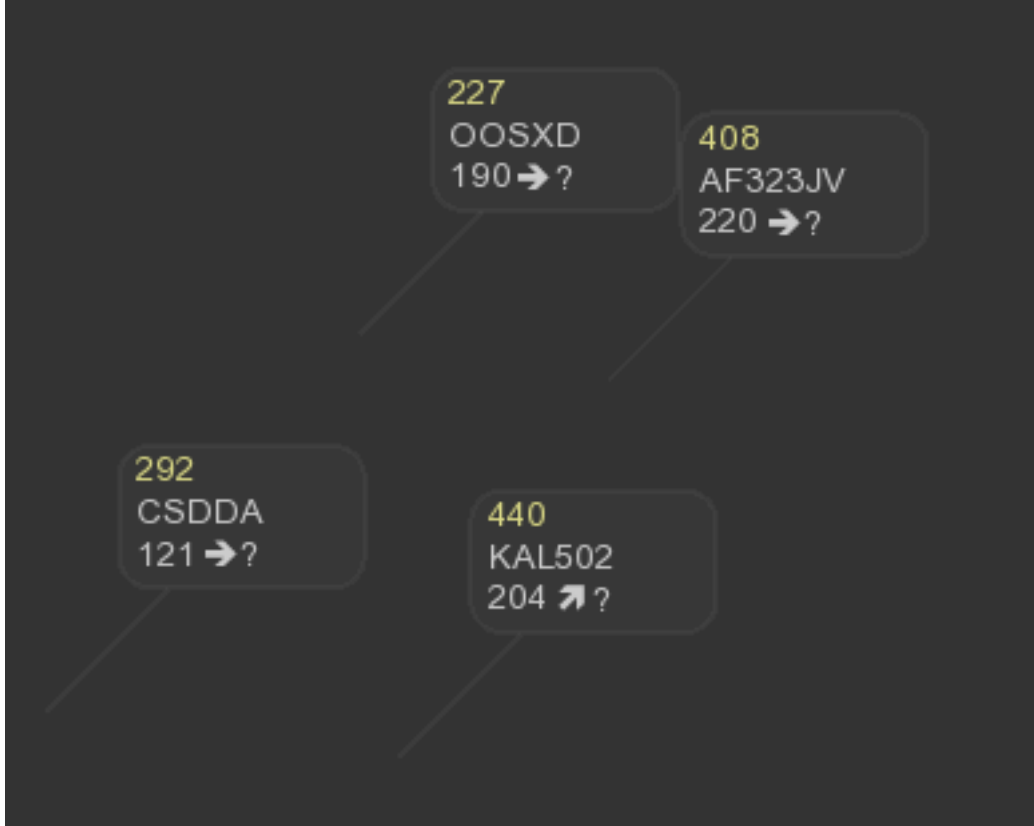 227
OOSXD
190 ➔ ?
408
AF323JV
220 ➔ ?
292
CSDDA
121 ➔ ?
440
KAL502
204 ⬈ ?